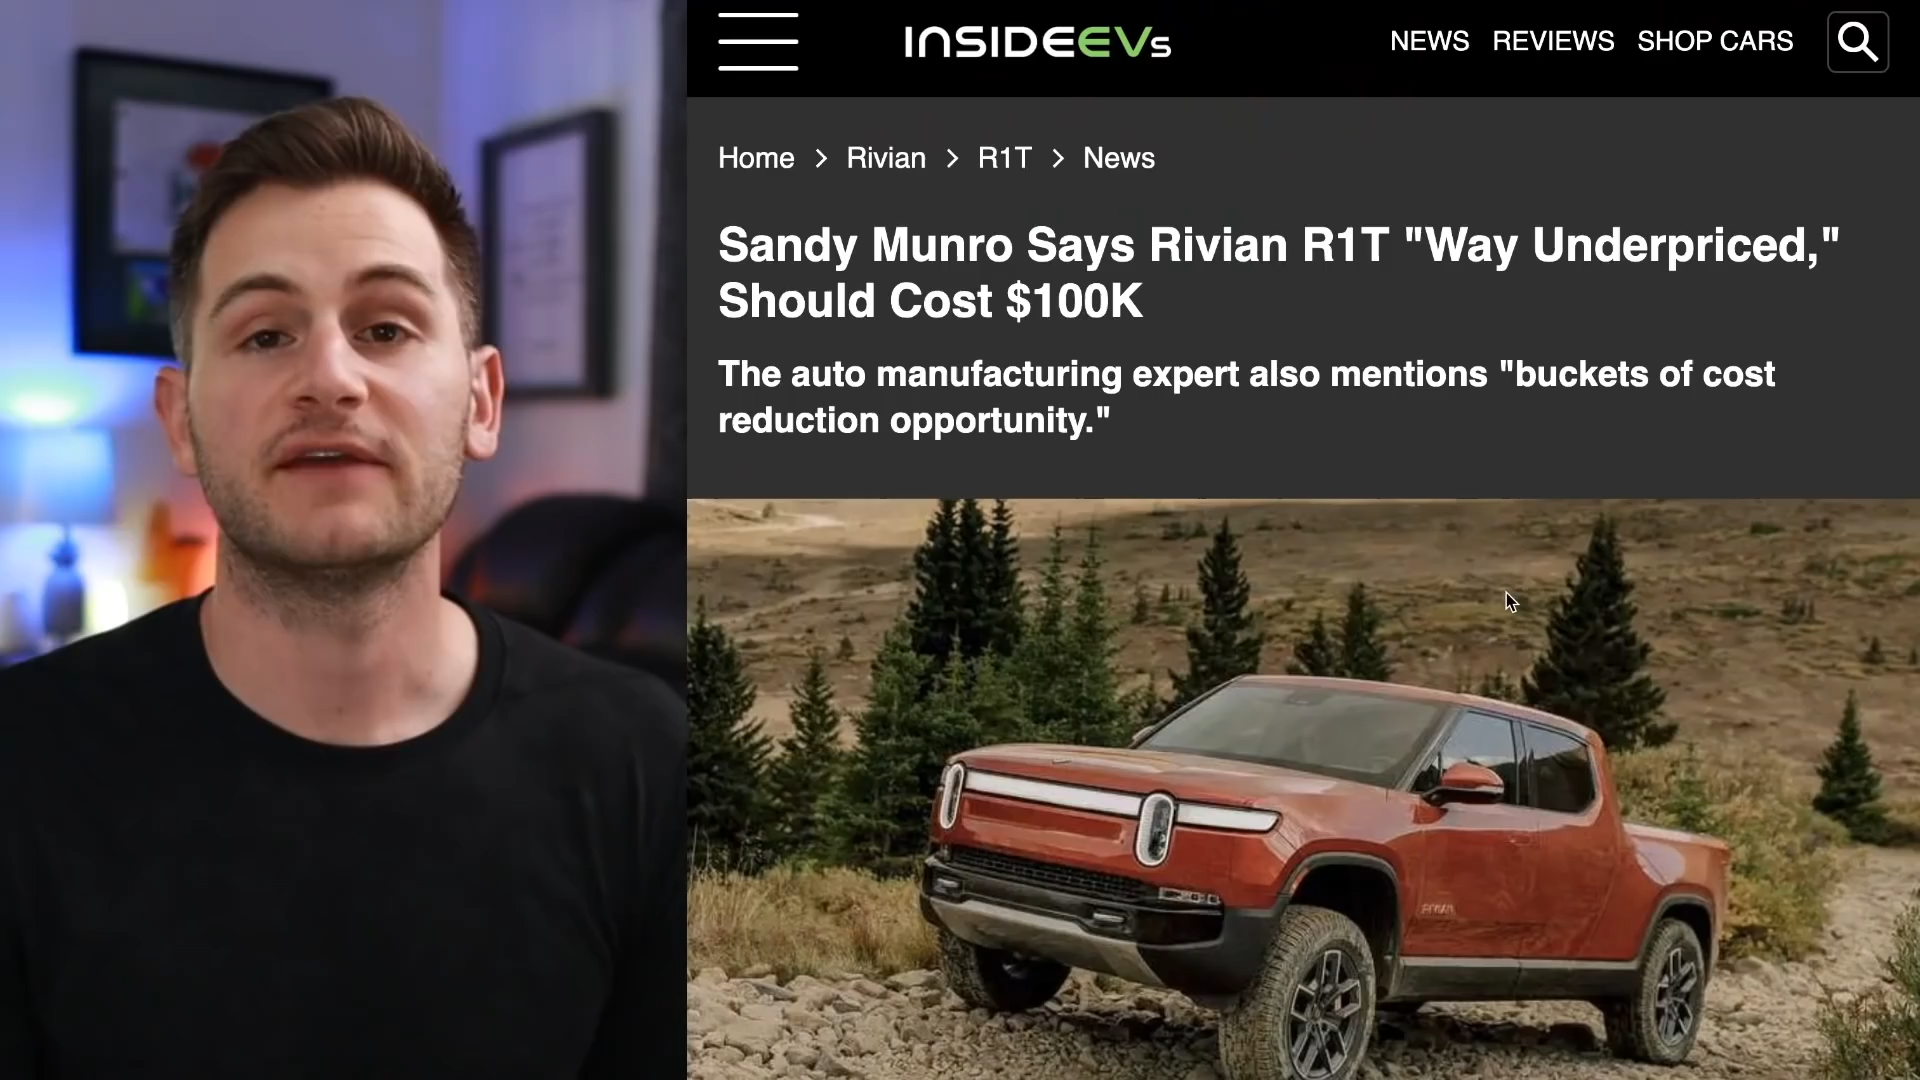 INSIDEEVs
NEWS REVIEWS SHOP CARS
Home > Rivian > R1T > News
Sandy Munro Says Rivian R1T "Way Underpriced,"
Should Cost $100K
The auto manufacturing expert also mentions "buckets of cost
reduction opportunity."
RIVIAN